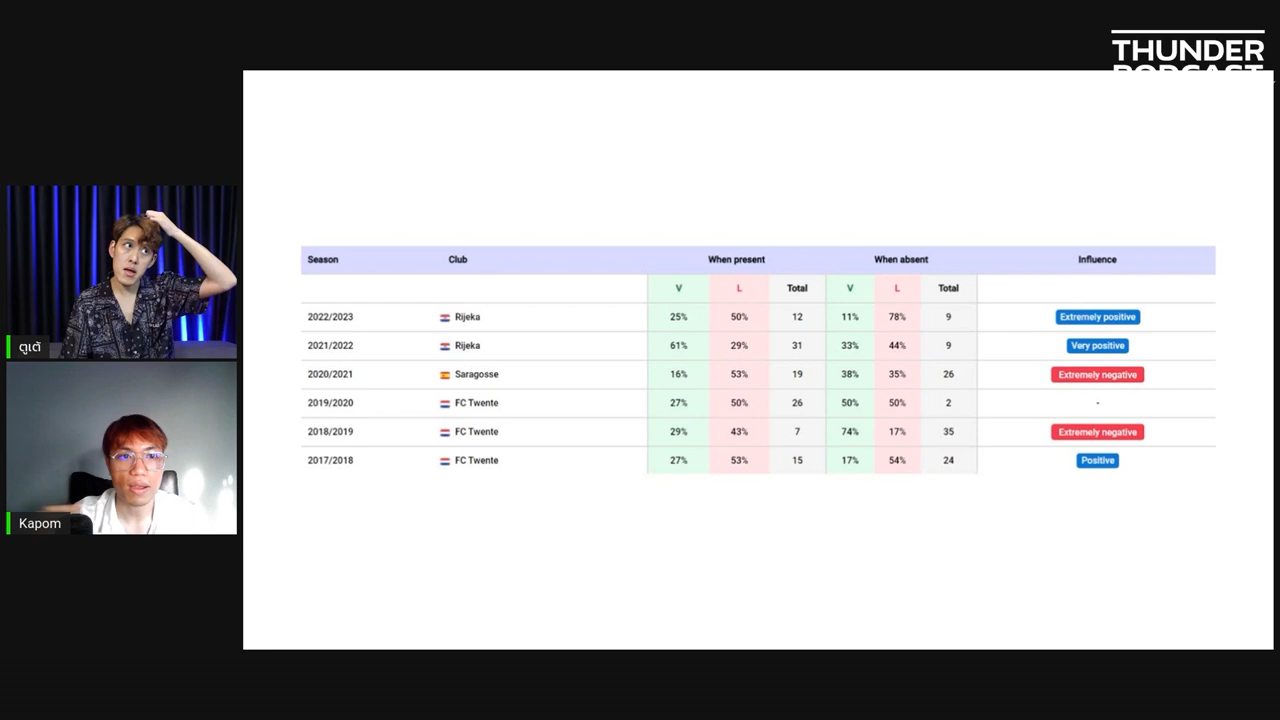 THUNDER
PODCAST
Season Club When present When absent Influence
V L Total V L Total
2022/2023 Rijeka 25% 50% 12 11% 78% 9 Extremely positive
2021/2022 Rijeka 61% 29% 31 33% 44% 9 Very positive
2020/2021 Saragosse 16% 53% 19 38% 35% 26 Extremely negative
2019/2020 FC Twente 27% 50% 26 50% 50% 2 -
2018/2019 FC Twente 29% 43% 7 74% 17% 35 Extremely negative
2017/2018 FC Twente 27% 53% 15 17% 54% 24 Positive
ตูเต้
Kapom